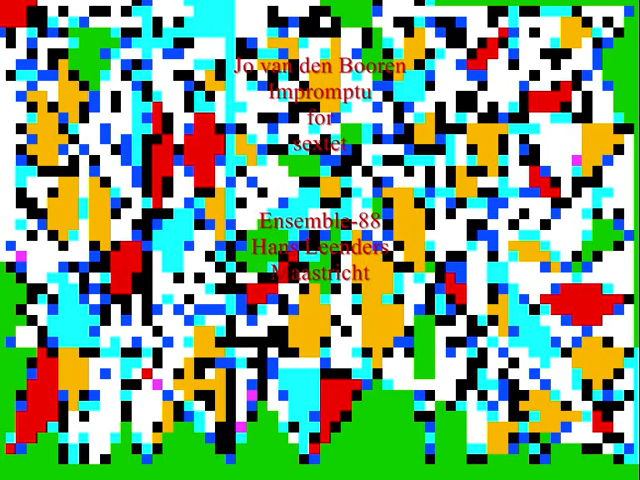 Jo van den Booren
Impromptu
for
sextet
Ensemble-88
Hans Leenders
Maastricht